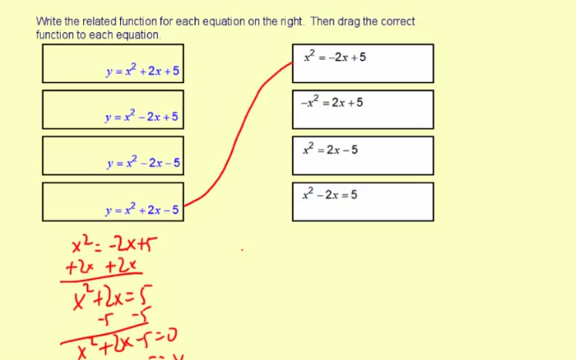 Write the related function for each equation on the right. Then drag the correct
function to each equation.
y = x² + 2x + 5
x² = −2x + 5
y = x² − 2x + 5
−x² = 2x + 5
y = x² − 2x − 5
x² = 2x − 5
y = x² + 2x − 5
x² − 2x = 5
x² = -2x+5
+2x +2x
x²+2x = 5
-5 -5
x²+2x-5=0